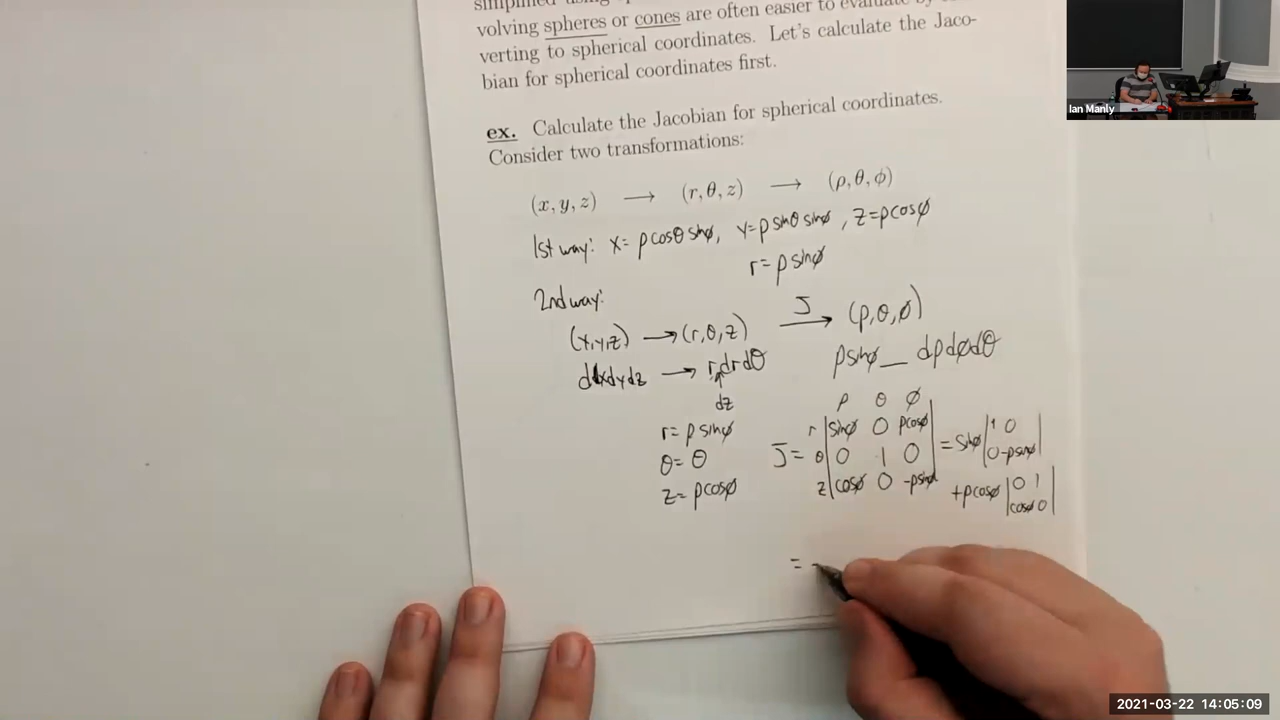 volving spheres or cones are often easier to evaluate by
verting to spherical coordinates. Let's calculate the Jaco-
bian for spherical coordinates first.
ex. Calculate the Jacobian for spherical coordinates.
Consider two transformations:
(x, y, z) ⟶ (r, θ, z) ⟶ (ρ, θ, ϕ)
1st way: x = ρcosθ sinϕ, y = ρ sinθ sinϕ, z = ρcosϕ
r = ρ sinϕ
2nd way:
(x,y,z) ⟶ (r,θ,z) J ⟶ (ρ,θ,ϕ)
dxdydz ⟶ r drdθ ρsinϕ __ dρdϕdθ
dz
r = ρ sinϕ
θ = θ
z = ρcosϕ
ρ θ ϕ
J = r | sinϕ 0 ρcosϕ |
θ | 0 1 0 |
z | cosϕ 0 -ρsinϕ |
= sinϕ | 1 0 |
| 0 -ρsinϕ |
+ρcosϕ | 0 1 |
| cosϕ 0 |
= -
Ian Manly
2021-03-22 14:05:09